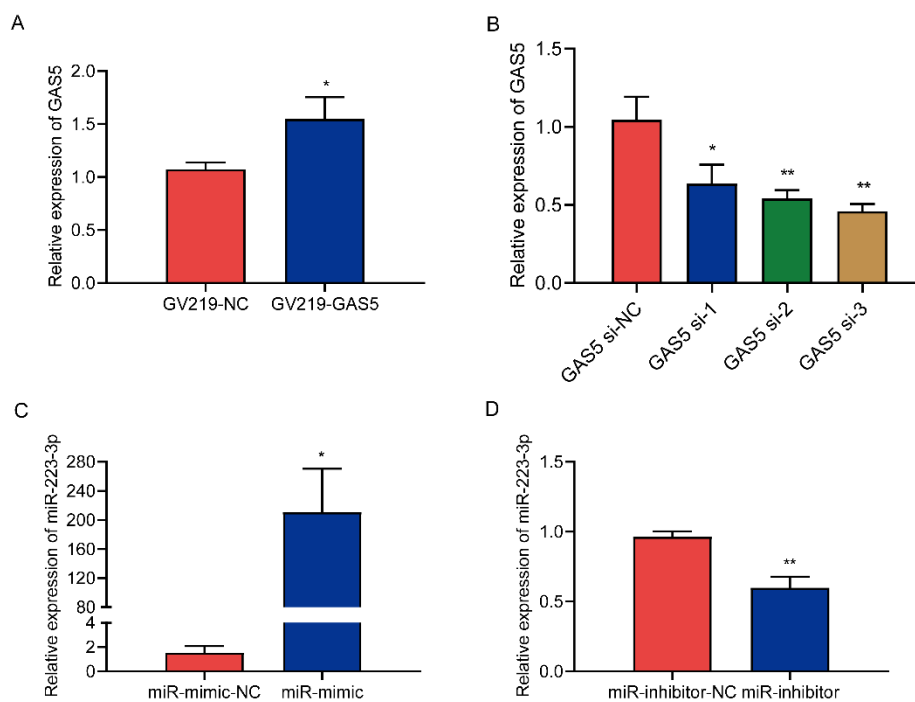 A
Relative expression of GAS5
2.0
1.5
1.0
0.5
0.0
*
GV219-NC
GV219-GAS5
B
Relative expression of GAS5
1.5
1.0
0.5
0.0
*
**
**
GAS5 si-NC
GAS5 si-1
GAS5 si-2
GAS5 si-3
C
Relative expression of miR-223-3p
280
240
200
160
120
80
4
2
0
*
miR-mimic-NC
miR-mimic
D
Relative expression of miR-223-3p
1.5
1.0
0.5
0.0
**
miR-inhibitor-NC
miR-inhibitor